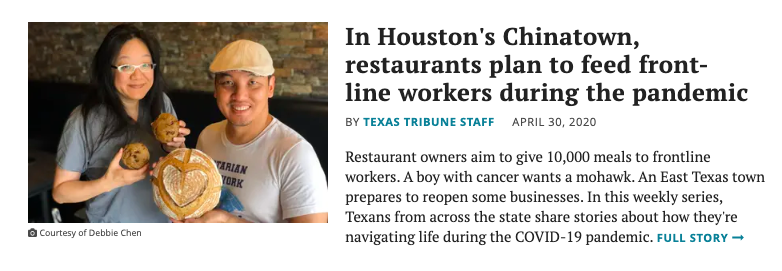 In Houston's Chinatown,
restaurants plan to feed front-
line workers during the pandemic
BY TEXAS TRIBUNE STAFF APRIL 30, 2020
Restaurant owners aim to give 10,000 meals to frontline
workers. A boy with cancer wants a mohawk. An East Texas town
prepares to reopen some businesses. In this weekly series,
Texans from across the state share stories about how they're
navigating life during the COVID-19 pandemic. FULL STORY →
Courtesy of Debbie Chen